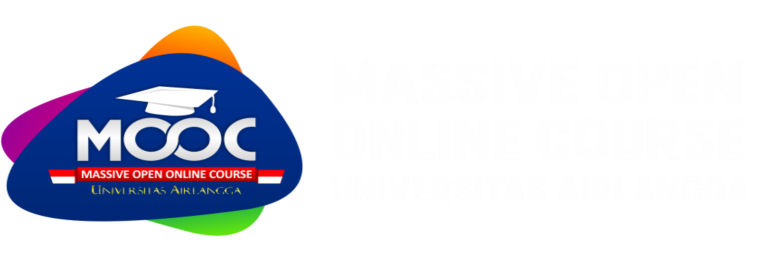 MOOC
MASSIVE OPEN ONLINE COURSE
UNIVERSITAS AIRLANGGA
MASSIVE OPEN
ONLINE COURSE
UNIVERSITAS AIRLANGGA